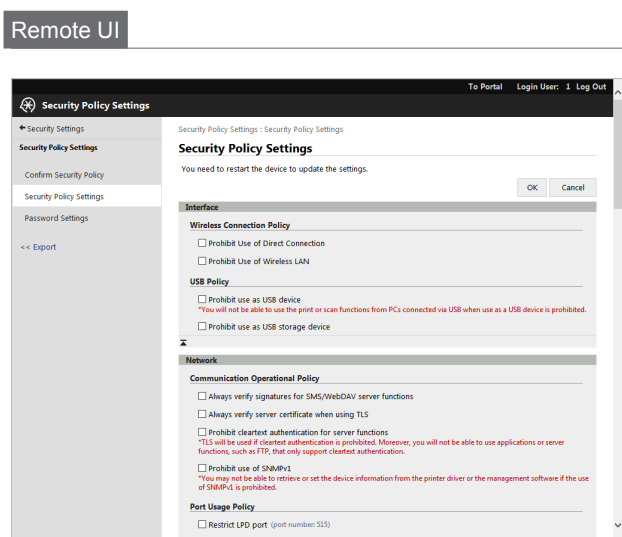 Remote UI
To Portal Login User: 1 Log Out
Security Policy Settings
Security Settings
Security Policy Settings
Confirm Security Policy
Security Policy Settings
Password Settings
<< Export
Security Policy Settings : Security Policy Settings
Security Policy Settings
You need to restart the device to update the settings.
OK Cancel
Interface
Wireless Connection Policy
Prohibit Use of Direct Connection
Prohibit Use of Wireless LAN
USB Policy
Prohibit use as USB device
*You will not be able to use the print or scan functions from PCs connected via USB when use as a USB device is prohibited.
Prohibit use as USB storage device
Network
Communication Operational Policy
Always verify signatures for SMS/WebDAV server functions
Always verify server certificate when using TLS
Prohibit cleartext authentication for server functions
*TLS will be used if cleartext authentication is prohibited. Moreover, you will not be able to use applications or server
functions, such as FTP, that only support cleartext authentication.
Prohibit use of SNMPv1
*You may not be able to retrieve or set the device information from the printer driver or the management software if the use
of SNMPv1 is prohibited.
Port Usage Policy
Restrict LPD port (port number: 515)